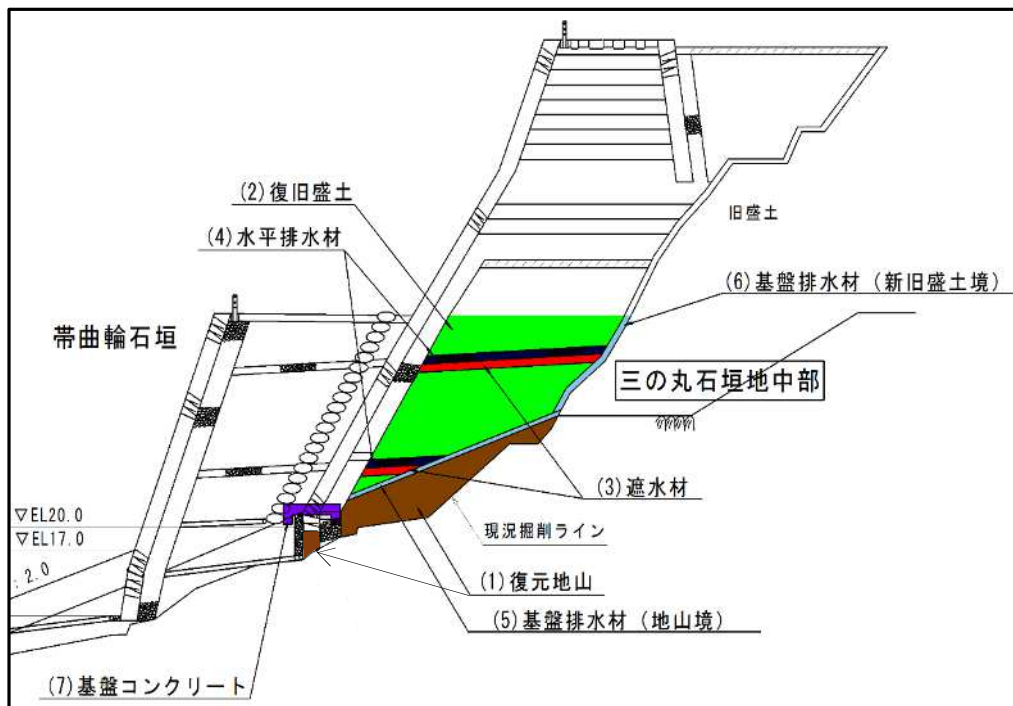 旧盛土
(2)復旧盛土
(4)水平排水材
(6)基盤排水材(新旧盛土境)
帯曲輪石垣
三の丸石垣地中部
(3)遮水材
▽EL20.0
現況掘削ライン
▽EL17.0
: 2.0
(1)復元地山
(5)基盤排水材(地山境)
(7)基盤コンクリート